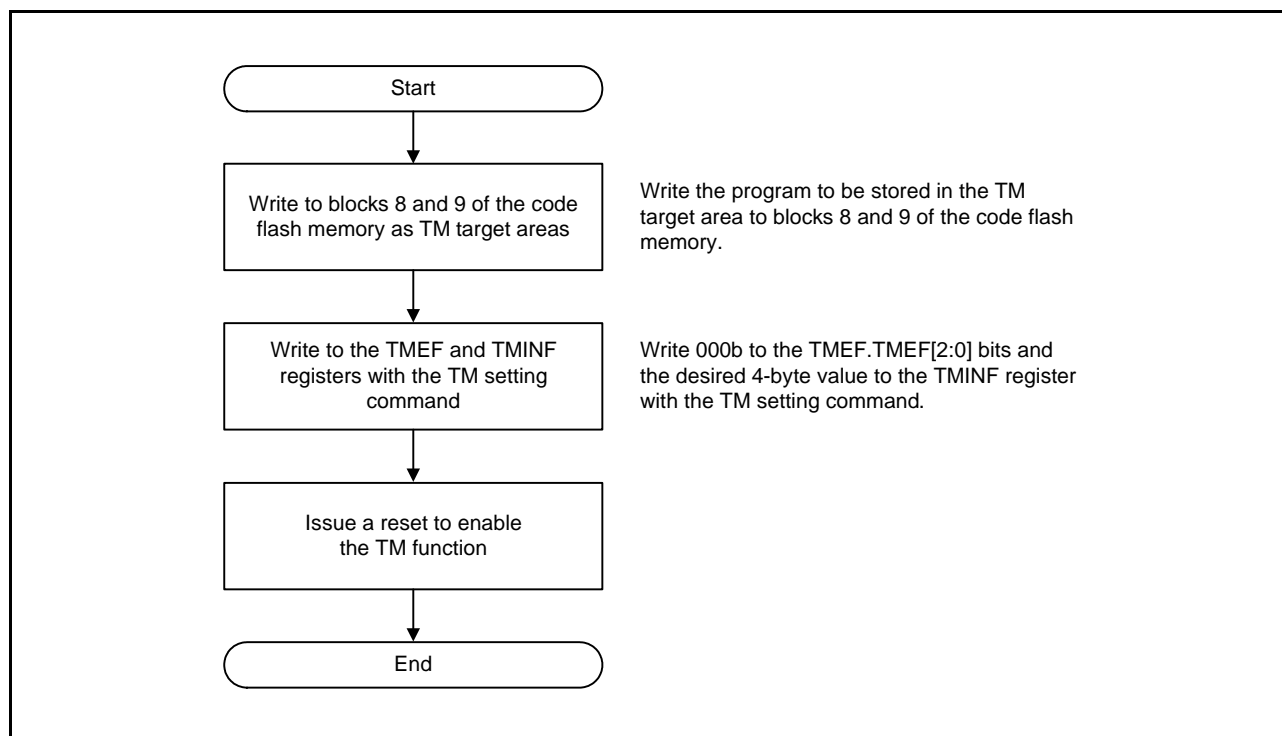 Start
Write to blocks 8 and 9 of the code
flash memory as TM target areas
Write the program to be stored in the TM
target area to blocks 8 and 9 of the code flash
memory.
Write to the TMEF and TMINF
registers with the TM setting
command
Write 000b to the TMEF.TMEF[2:0] bits and
the desired 4-byte value to the TMINF register
with the TM setting command.
Issue a reset to enable
the TM function
End